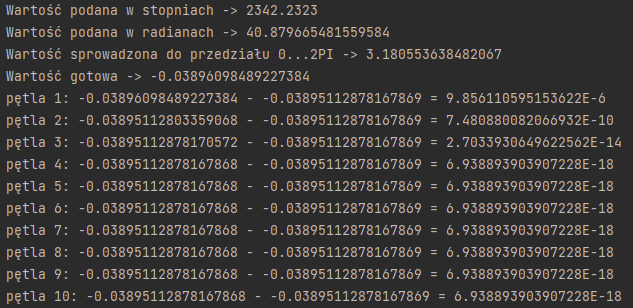 Wartość podana w stopniach -> 2342.2323
Wartość podana w radianach -> 40.879665481559584
Wartość sprowadzona do przedziału 0...2PI -> 3.180553638482067
Wartość gotowa -> -0.03896098489227384
pętla 1: -0.03896098489227384 - -0.03895112878167869 = 9.856110595153622E-6
pętla 2: -0.03895112803359068 - -0.03895112878167869 = 7.480880082066932E-10
pętla 3: -0.03895112878170572 - -0.03895112878167869 = 2.7033930649622562E-14
pętla 4: -0.03895112878167868 - -0.03895112878167869 = 6.938893903907228E-18
pętla 5: -0.03895112878167868 - -0.03895112878167869 = 6.938893903907228E-18
pętla 6: -0.03895112878167868 - -0.03895112878167869 = 6.938893903907228E-18
pętla 7: -0.03895112878167868 - -0.03895112878167869 = 6.938893903907228E-18
pętla 8: -0.03895112878167868 - -0.03895112878167869 = 6.938893903907228E-18
pętla 9: -0.03895112878167868 - -0.03895112878167869 = 6.938893903907228E-18
pętla 10: -0.03895112878167868 - -0.03895112878167869 = 6.938893903907228E-18